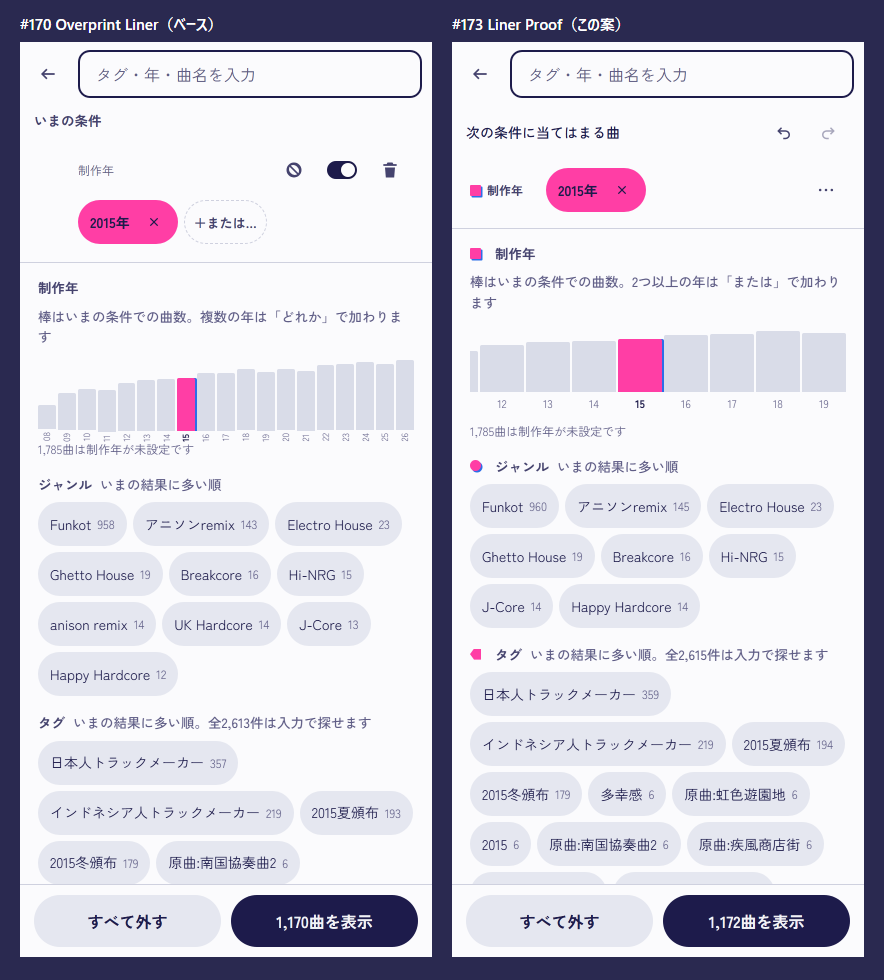 #170 Overprint Liner（ベース）
タグ・年・曲名を入力
いまの条件
制作年
2015年 ×
＋または…
制作年
棒はいまの条件での曲数。複数の年は「どれか」で加わりま
す
08 09 10 11 12 13 14 15 16 17 18 19 20 21 22 23 24 25 26
1,785曲は制作年が未設定です
ジャンル いまの結果に多い順
Funkot 958 アニソンremix 143 Electro House 23
Ghetto House 19 Breakcore 16 Hi-NRG 15
anison remix 14 UK Hardcore 14 J-Core 13
Happy Hardcore 12
タグ いまの結果に多い順。全2,613件は入力で探せます
日本人トラックメーカー 357
インドネシア人トラックメーカー 219 2015夏頒布 193
2015冬頒布 179 原曲:南国協奏曲2 6
すべて外す 1,170曲を表示
#173 Liner Proof（この案）
タグ・年・曲名を入力
次の条件に当てはまる曲
制作年 2015年 × …
制作年
棒はいまの条件での曲数。2つ以上の年は「または」で加わり
ます
12 13 14 15 16 17 18 19
1,785曲は制作年が未設定です
ジャンル いまの結果に多い順
Funkot 960 アニソンremix 145 Electro House 23
Ghetto House 19 Breakcore 16 Hi-NRG 15
J-Core 14 Happy Hardcore 14
タグ いまの結果に多い順。全2,615件は入力で探せます
日本人トラックメーカー 359
インドネシア人トラックメーカー 219 2015夏頒布 194
2015冬頒布 179 多幸感 6 原曲:虹色遊園地 6
2015 6 原曲:南国協奏曲2 6 原曲:疾風商店街 6
すべて外す 1,172曲を表示